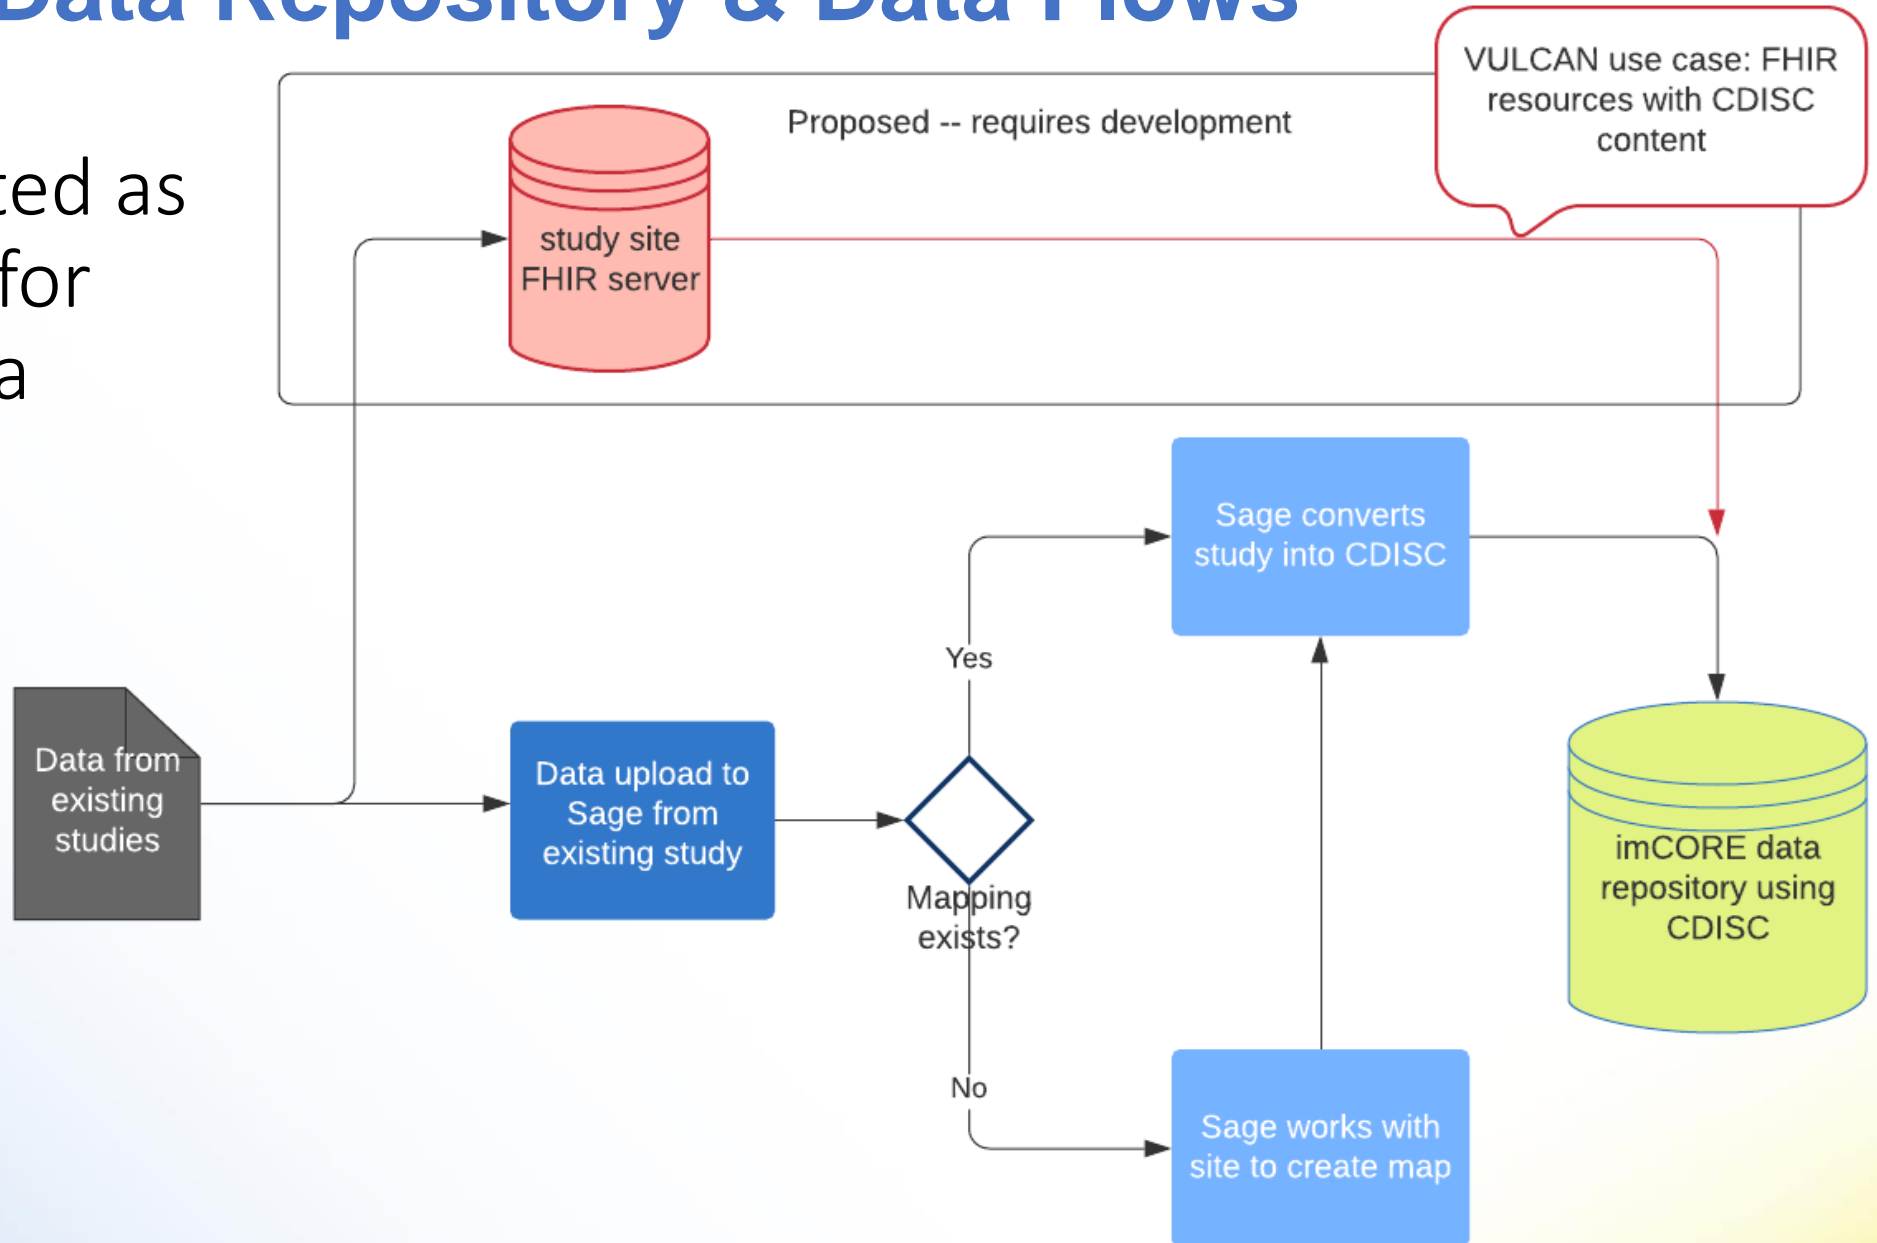 Data Repository & Data Flows
VULCAN use case: FHIR
resources with CDISC
content
Proposed -- requires development
ted as
for
a
study site
FHIR server
Sage converts
study into CDISC
Yes
Data from
existing
studies
Data upload to
Sage from
existing study
Mapping
exists?
imCORE data
repository using
CDISC
No
Sage works with
site to create map